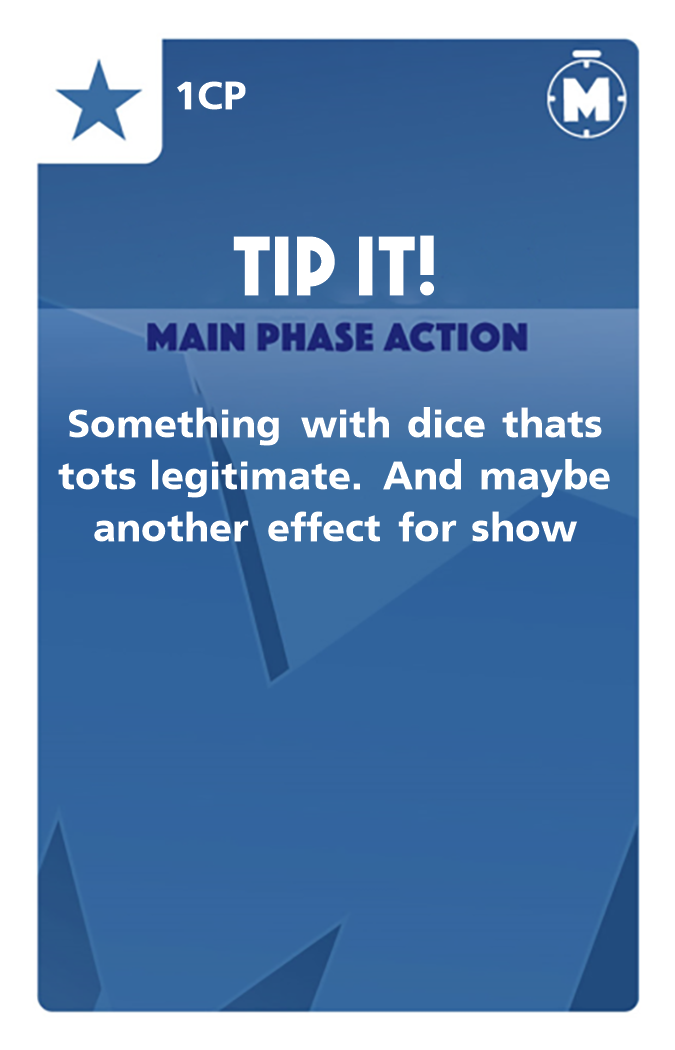 1CP
M
TIP IT!
MAIN PHASE ACTION
Something with dice thats
tots legitimate. And maybe
another effect for show